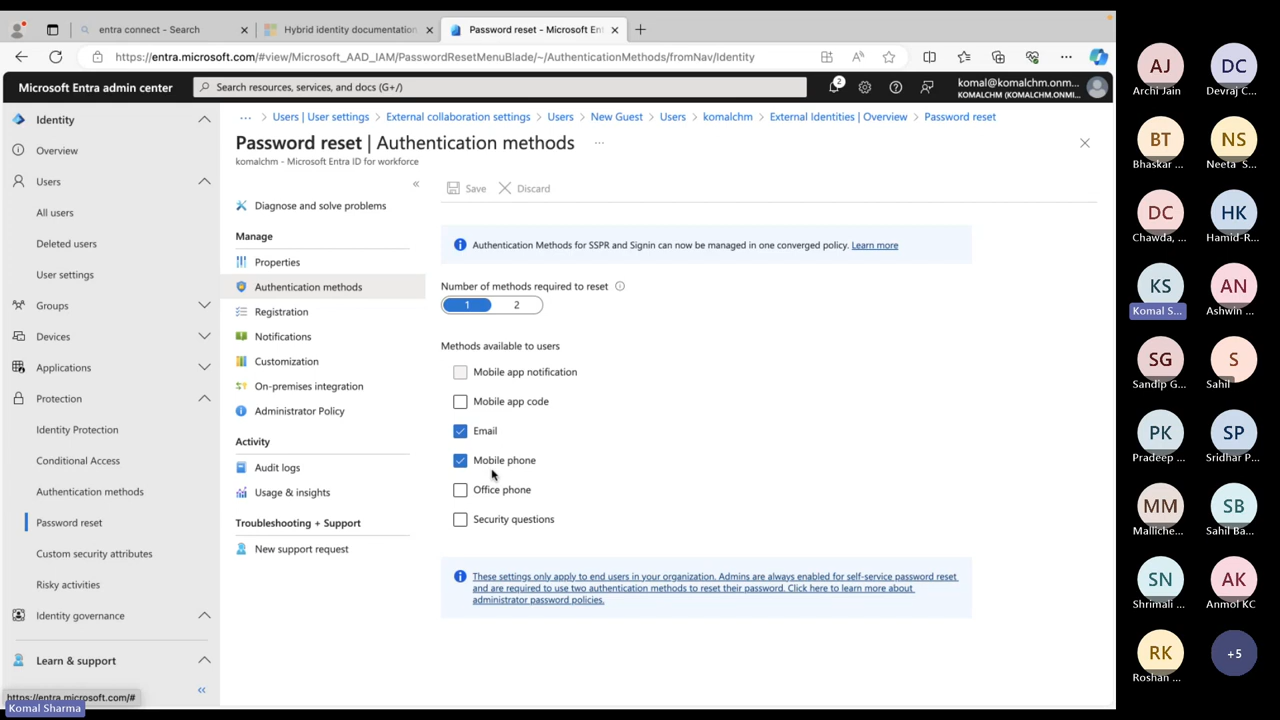 entra connect - Search
Hybrid identity documentation
Password reset - Microsoft Ent
https://entra.microsoft.com/#view/Microsoft_AAD_IAM/PasswordResetMenuBlade/~/AuthenticationMethods/fromNav/Identity
Microsoft Entra admin center
Search resources, services, and docs (G+/)
2
komal@komalchm.onm...
KOMALCHM (KOMALCHM.ONMI...
Identity
Overview
Users
All users
Deleted users
User settings
Groups
Devices
Applications
Protection
Identity Protection
Conditional Access
Authentication methods
Password reset
Custom security attributes
Risky activities
Identity governance
Learn & support
https://entra.microsoft.com/#
Komal Sharma
... > Users | User settings > External collaboration settings > Users > New Guest > Users > komalchm > External Identities | Overview > Password reset
Password reset | Authentication methods ...
komalchm - Microsoft Entra ID for workforce
Diagnose and solve problems
Manage
Properties
Authentication methods
Registration
Notifications
Customization
On-premises integration
Administrator Policy
Activity
Audit logs
Usage & insights
Troubleshooting + Support
New support request
Save Discard
Authentication Methods for SSPR and Signin can now be managed in one converged policy. Learn more
Number of methods required to reset
1 2
Methods available to users
Mobile app notification
Mobile app code
Email
Mobile phone
Office phone
Security questions
These settings only apply to end users in your organization. Admins are always enabled for self-service password reset
and are required to use two authentication methods to reset their password. Click here to learn more about
administrator password policies.
AJ DC
Archi Jain Devraj C...
BT NS
Bhaskar ... Neeta S...
DC HK
Chawda, ... Hamid-R...
KS AN
Komal S... Ashwin ...
SG S
Sandip G... Sahil
PK SP
Pradeep ... Sridhar P...
MM SB
Malliche... Sahil Ba...
SN AK
Shrimali ... Anmol KC
RK +5
Roshan ...